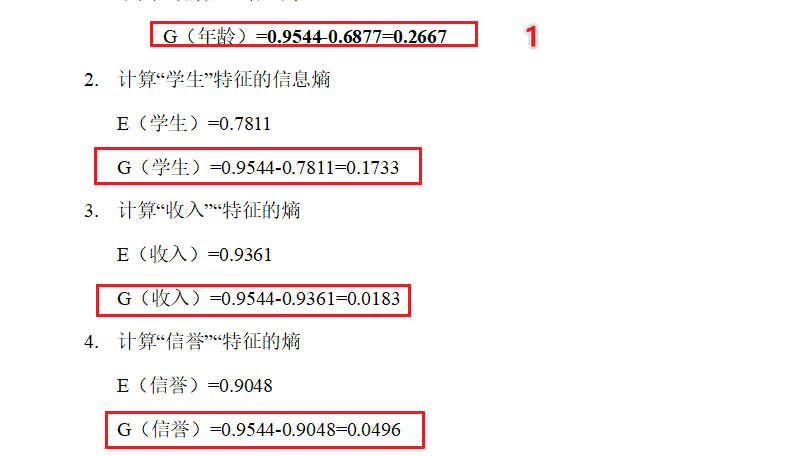 G（年龄）=0.9544-0.6877=0.2667
1
2. 计算“学生”特征的信息熵
E（学生）=0.7811
G（学生）=0.9544-0.7811=0.1733
3. 计算“收入”“特征的熵
E（收入）=0.9361
G（收入）=0.9544-0.9361=0.0183
4. 计算“信誉”“特征的熵
E（信誉）=0.9048
G（信誉）=0.9544-0.9048=0.0496